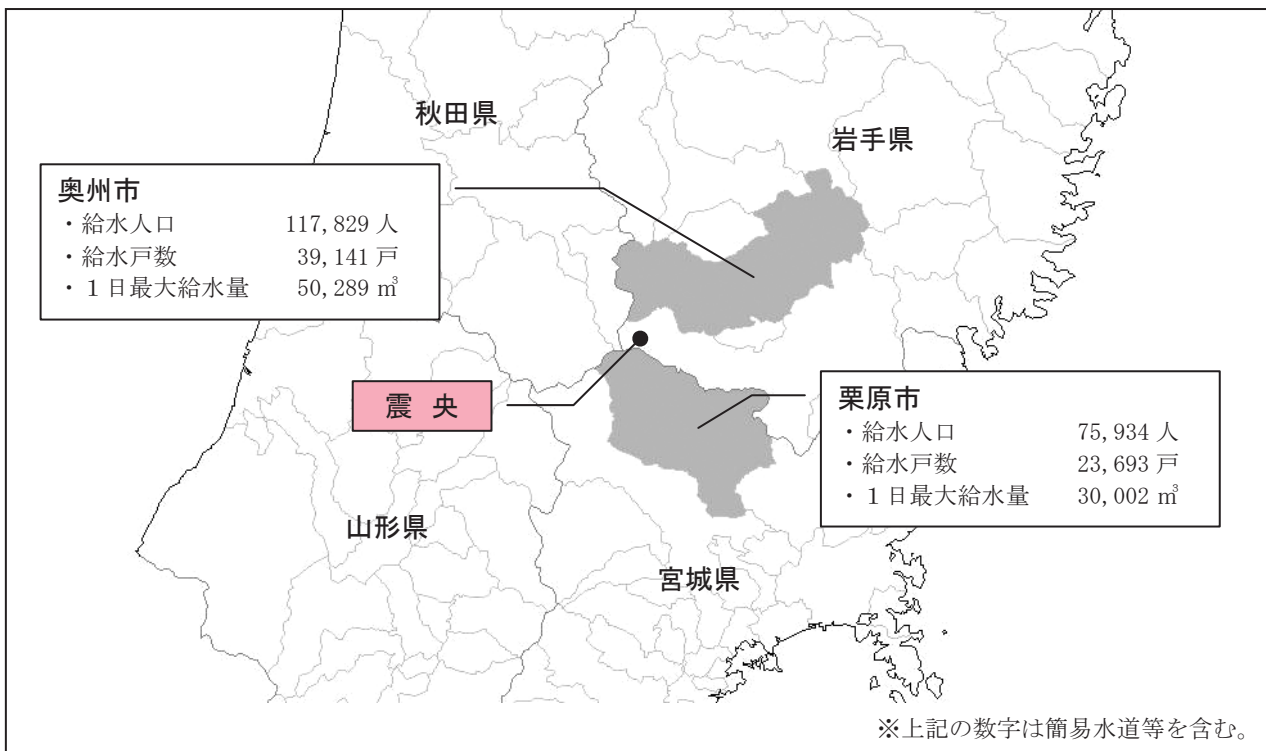 秋田県
岩手県
奥州市
・給水人口 117,829 人
・給水戸数 39,141 戸
・１日最大給水量 50,289 ㎥
震 央
栗原市
・給水人口 75,934 人
・給水戸数 23,693 戸
・１日最大給水量 30,002 ㎥
山形県
宮城県
※上記の数字は簡易水道等を含む。